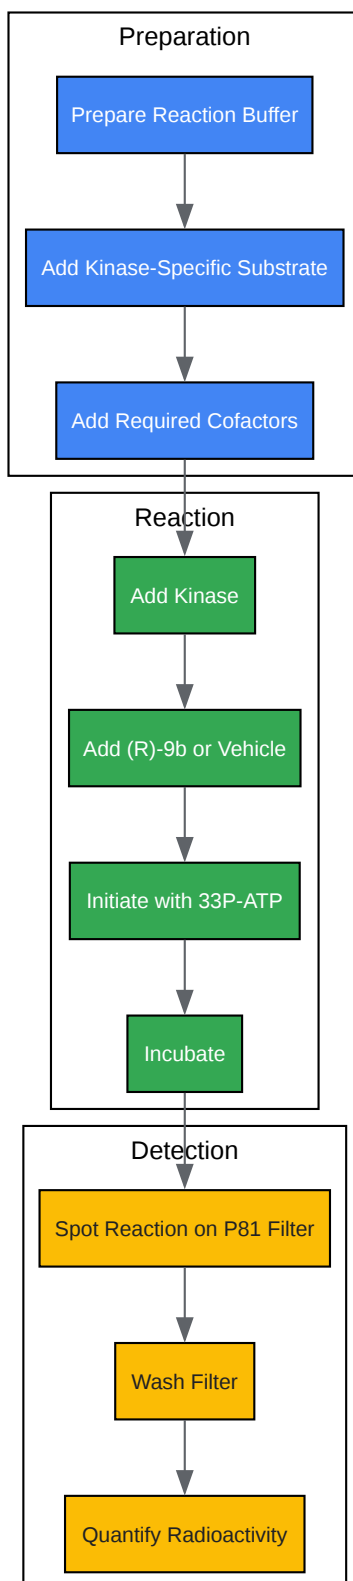 Preparation
Prepare Reaction Buffer
Add Kinase-Specific Substrate
Add Required Cofactors
Reaction
Add Kinase
Add (R)-9b or Vehicle
Initiate with 33P-ATP
Incubate
Detection
Spot Reaction on P81 Filter
Wash Filter
Quantify Radioactivity